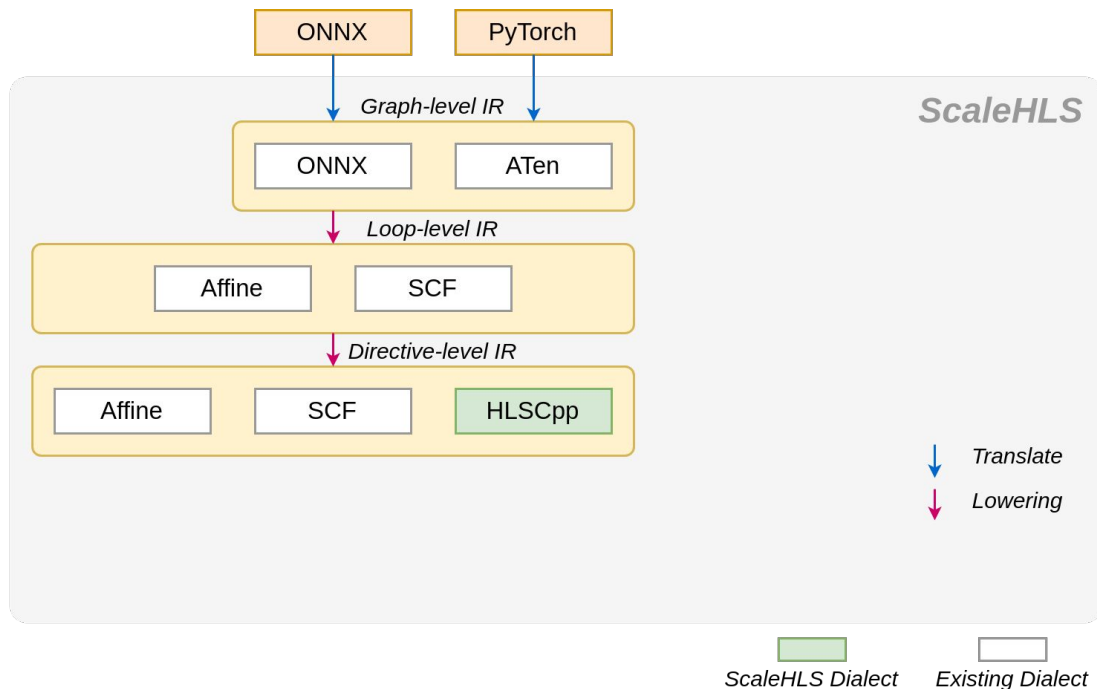 ONNX
PyTorch
Graph-level IR
ScaleHLS
ONNX
ATen
Loop-level IR
Affine
SCF
Directive-level IR
Affine
SCF
HLSCpp
Translate
Lowering
ScaleHLS Dialect
Existing Dialect